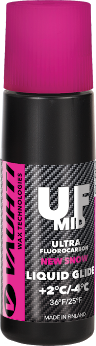 VAUHTI
WAX TECHNOLOGIES
UF
MID
ULTRA
FLUOROCARBON
NEW SNOW
LIQUID GLIDE
+2°C/-4°C
36°F/25°F
MADE IN FINLAND